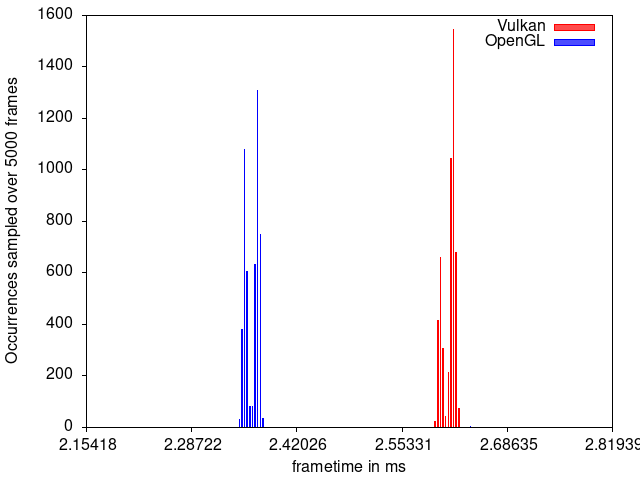 Vulkan
OpenGL
1600
1400
1200
1000
800
600
400
200
0
Occurrences sampled over 5000 frames
2.15418 2.28722 2.42026 2.55331 2.68635 2.81939
frametime in ms